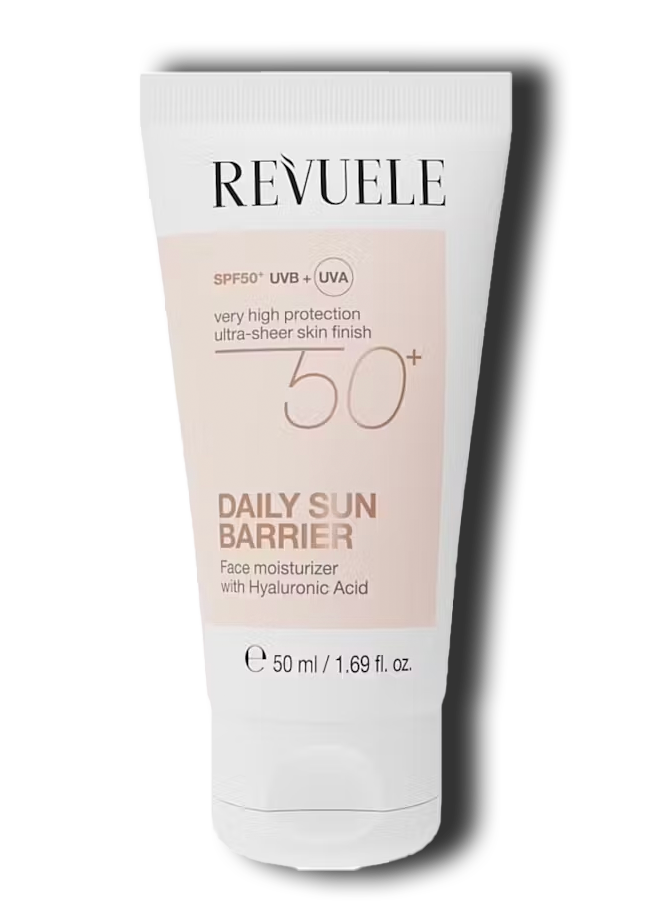 REVUELE
SPF50+ UVB + UVA
very high protection
ultra-sheer skin finish
50+
DAILY SUN
BARRIER
Face moisturizer
with Hyaluronic Acid
℮ 50 ml / 1.69 fl. oz.